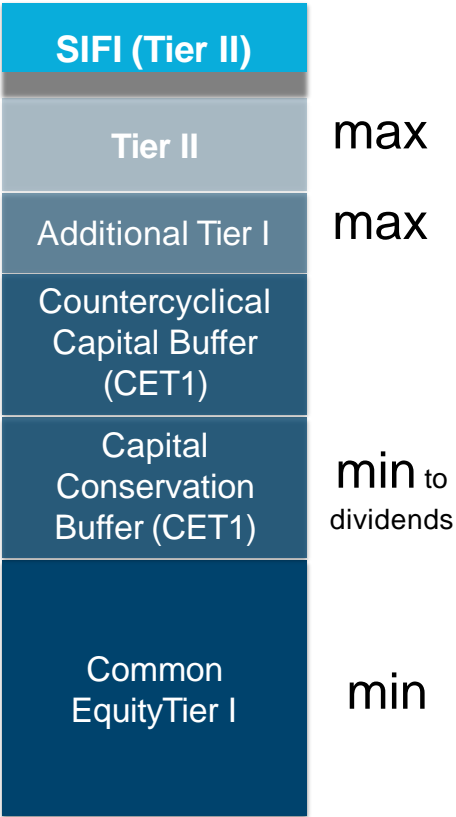 SIFI (Tier II)
Tier II
max
Additional Tier I
max
Countercyclical
Capital Buffer
(CET1)
Capital
Conservation
Buffer (CET1)
min to
dividends
Common
EquityTier I
min